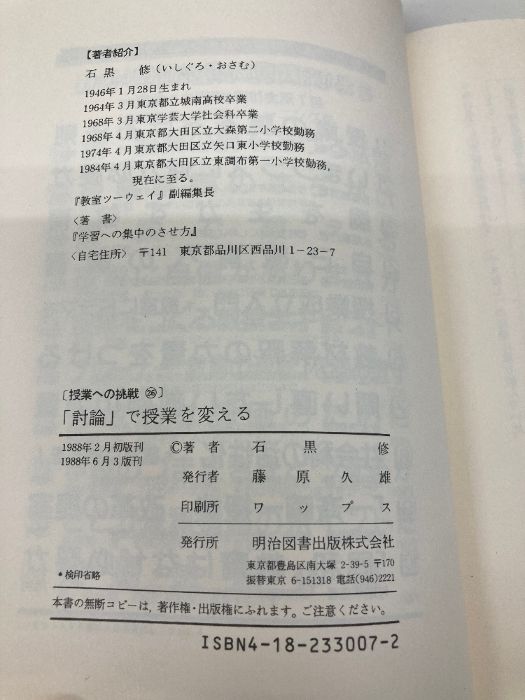 【著者紹介】
石黒 修(いしぐろ・おさむ)
1946年1月28日生まれ
1964年3月東京都立城南高校卒業
1968年3月東京学芸大学社会科卒業
1968年4月東京都大田区立大森第二小学校勤務
1974年4月東京都大田区立矢口東小学校勤務
1984年4月東京都大田区立東調布第一小学校勤務,
現在に至る。
『教室ツーウェイ』副編集長
〈著書〉
『学習への集中のさせ方』
〈自宅住所〉 〒141 東京都品川区西品川1-23-7
〔授業への挑戦 ㉖〕
「討論」で授業を変える
1988年2月初版刊
1988年6月3版刊
©著者 石黒 修
発行者 藤原久雄
印刷所 ワップス
発行所 明治図書出版株式会社
東京都豊島区南大塚 2-39-5 〒170
振替東京 6-151318 電話(946)2221
*検印省略
本書の無断コピーは,著作権・出版権にふれます。ご注意ください。
ISBN4-18-233007-2